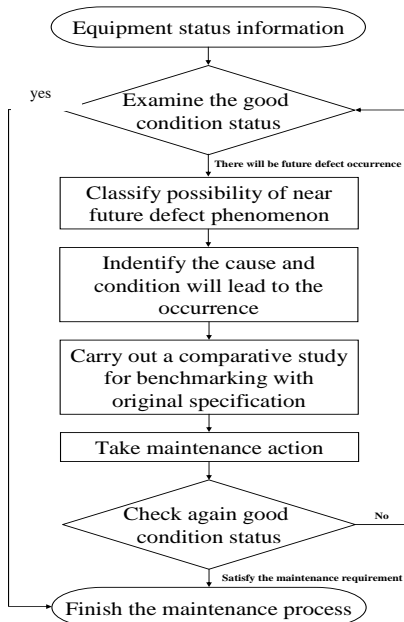 Equipment status information
yes
Examine the good
condition status
There will be future defect occurrence
Classify possibility of near
future defect phenomenon
Indentify the cause and
condition will lead to the
occurrence
Carry out a comparative study
for benchmarking with
original specification
Take maintenance action
Check again good
condition status
No
Satisfy the maintenance requirement
Finish the maintenance process